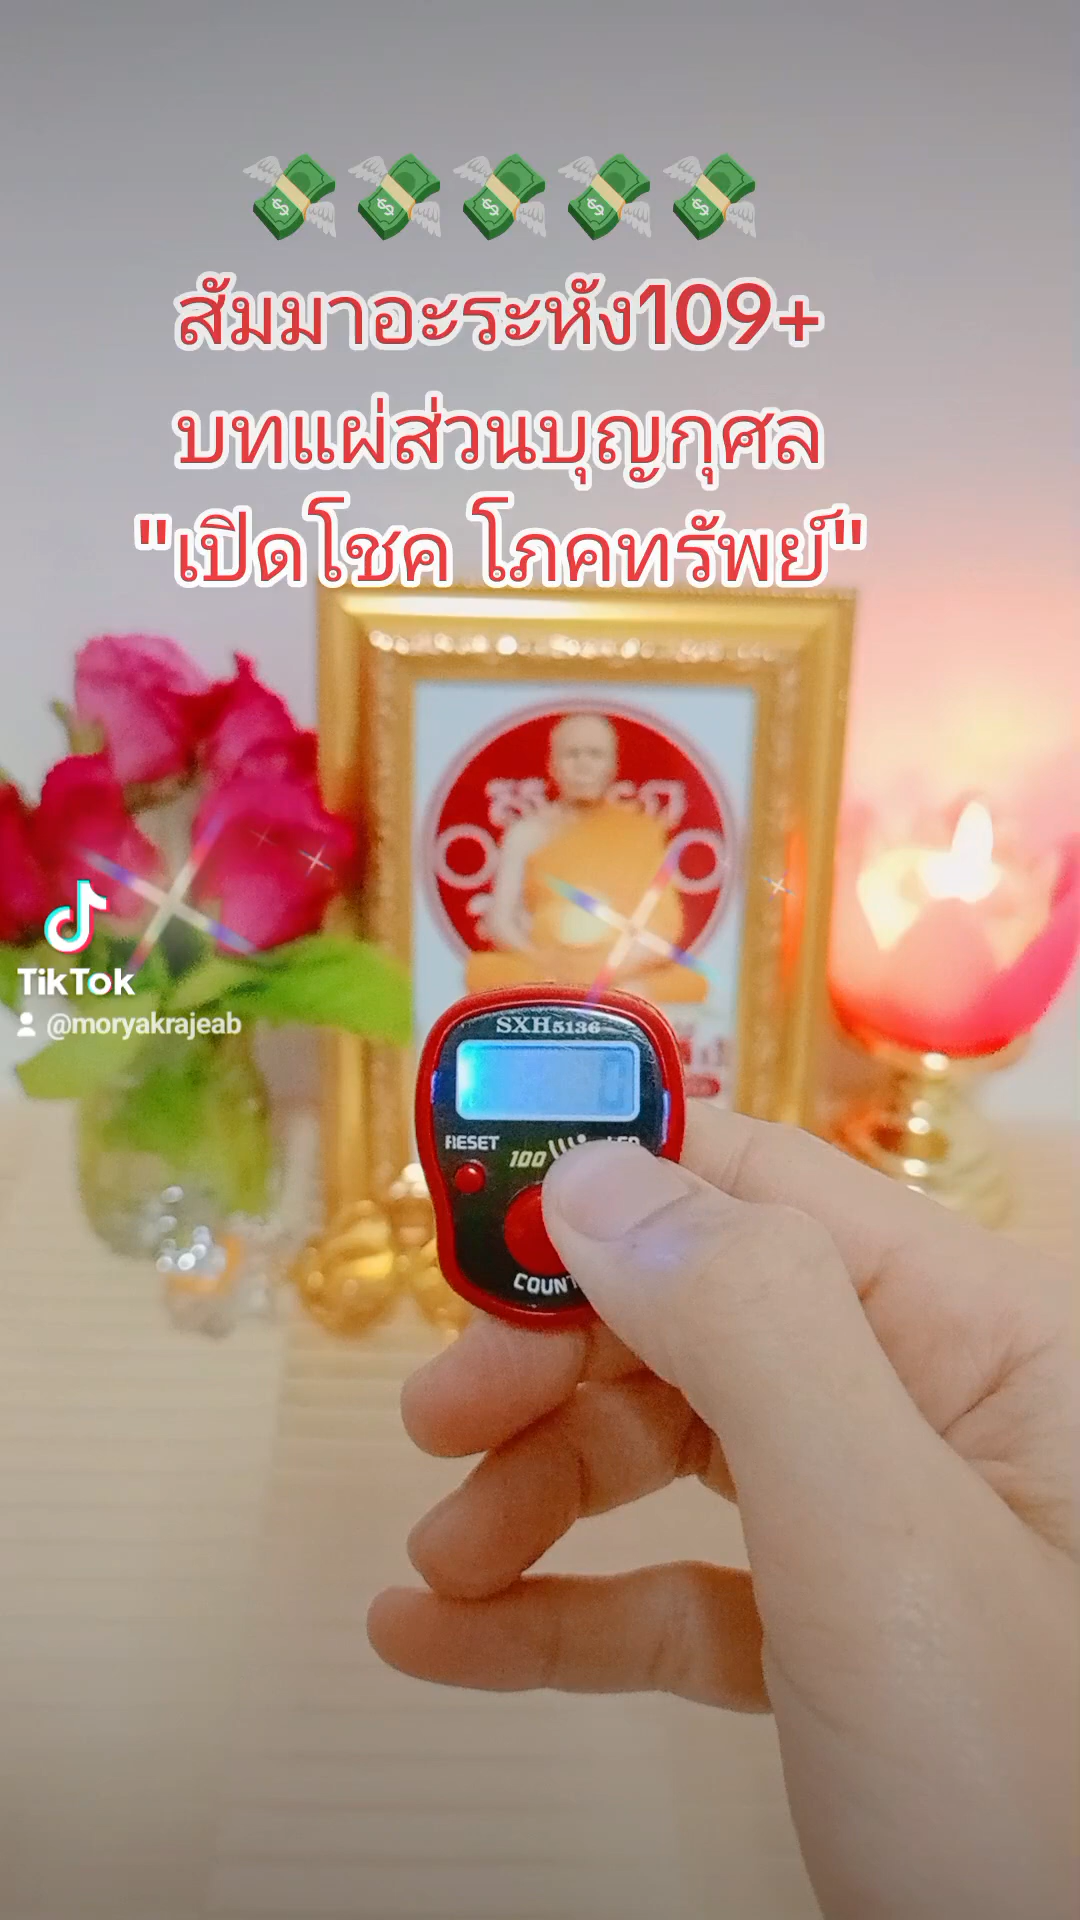 สัมมาอะระหัง109+
บทแผ่ส่วนบุญกุศล
"เปิดโชค โภคทรัพย์"
TikTok
@moryakrajeab
SXH5136
0
RESET
100
COUNT